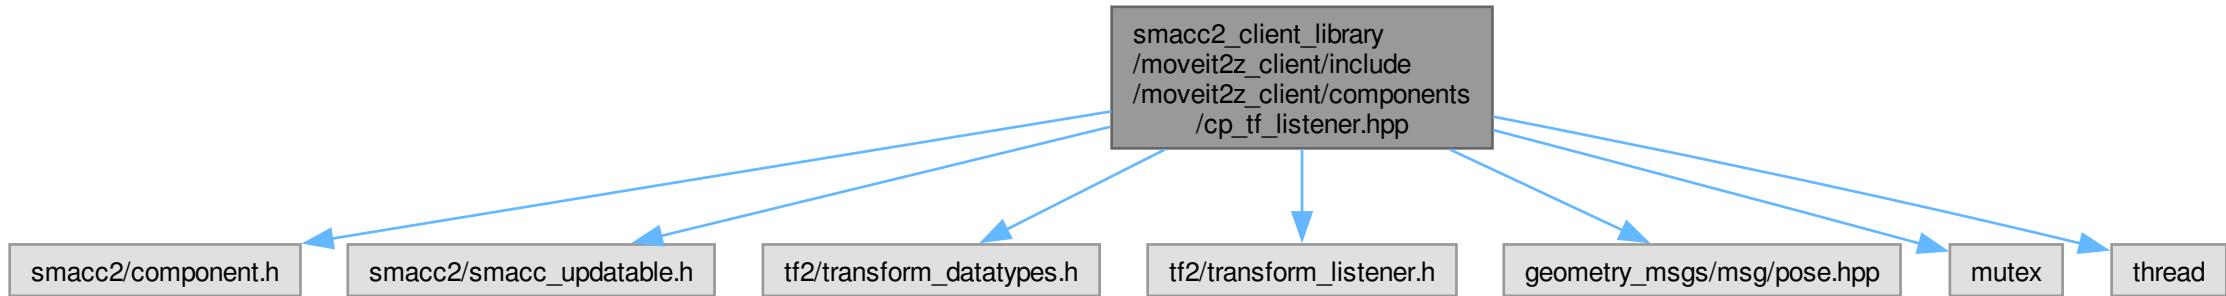 smacc2_client_library
/moveit2z_client/include
/moveit2z_client/components
/cp_tf_listener.hpp
smacc2/component.h
smacc2/smacc_updatable.h
tf2/transform_datatypes.h
tf2/transform_listener.h
geometry_msgs/msg/pose.hpp
mutex
thread